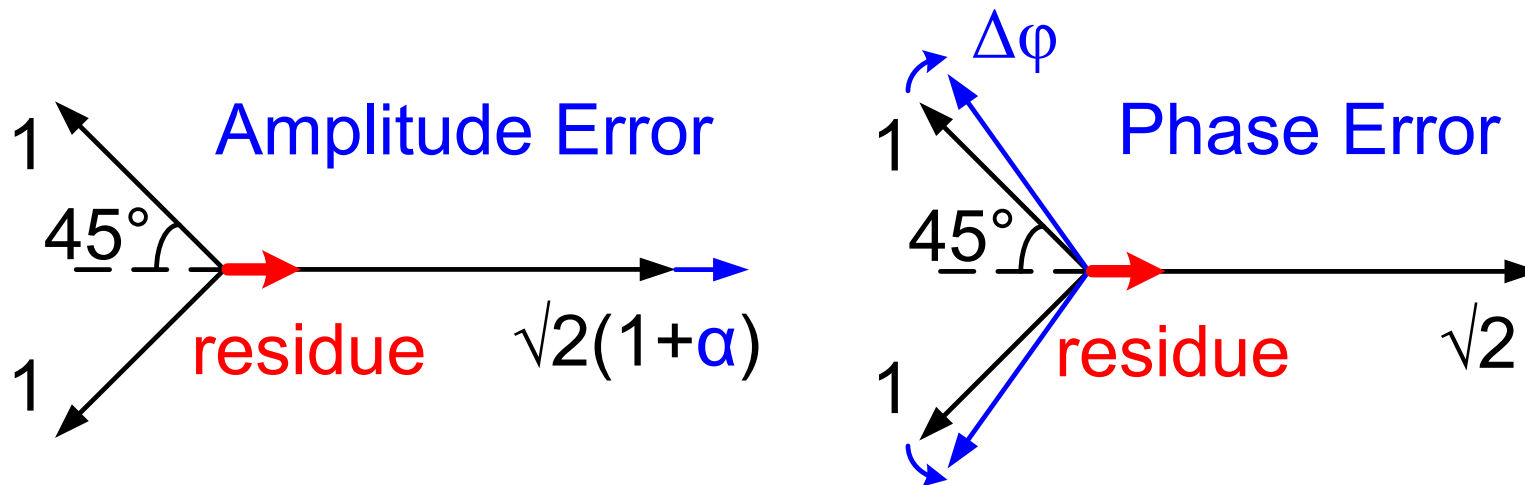 1
Amplitude Error
45°
residue
√2(1+α)
1
Δφ
1
Phase Error
45°
residue
√2
1